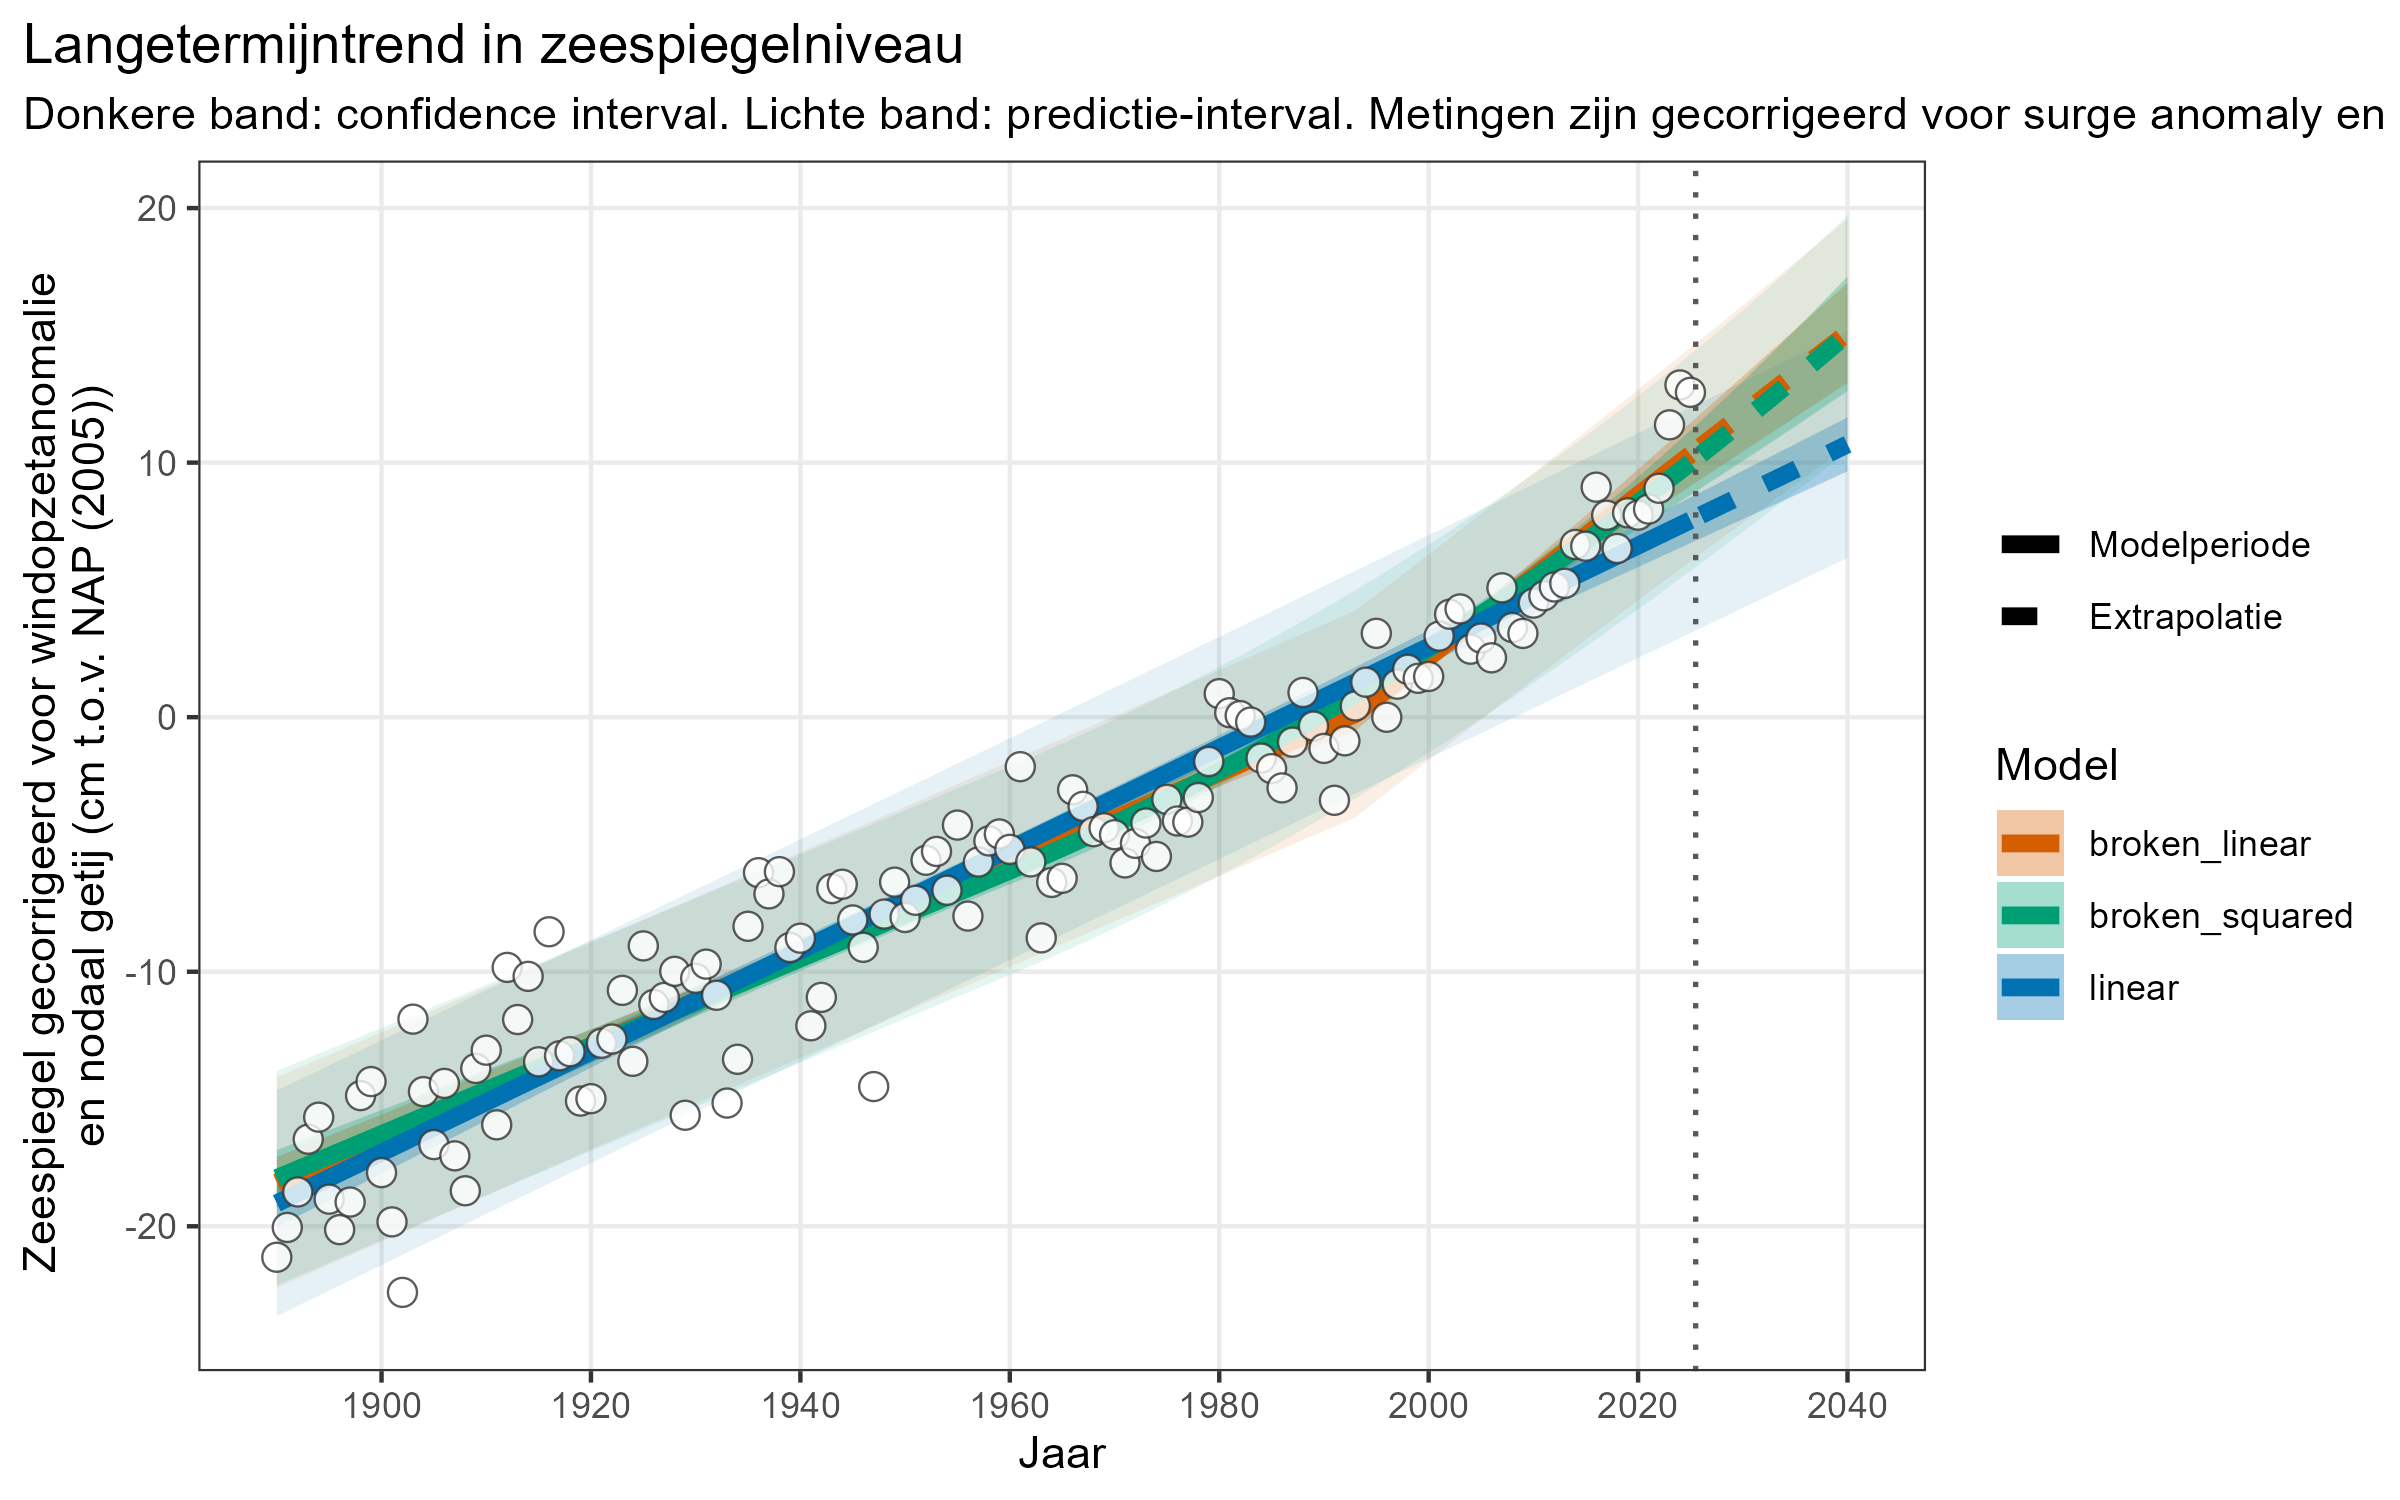 Langetermijntrend in zeespiegelniveau
Donkere band: confidence interval. Lichte band: predictie-interval. Metingen zijn gecorrigeerd voor surge anomaly en
Zeespiegel gecorrigeerd voor windopzetanomalie
en nodaal getij (cm t.o.v. NAP (2005))
20
10
0
-10
-20
1900
1920
1940
1960
1980
2000
2020
2040
Jaar
Modelperiode
Extrapolatie
Model
broken_linear
broken_squared
linear